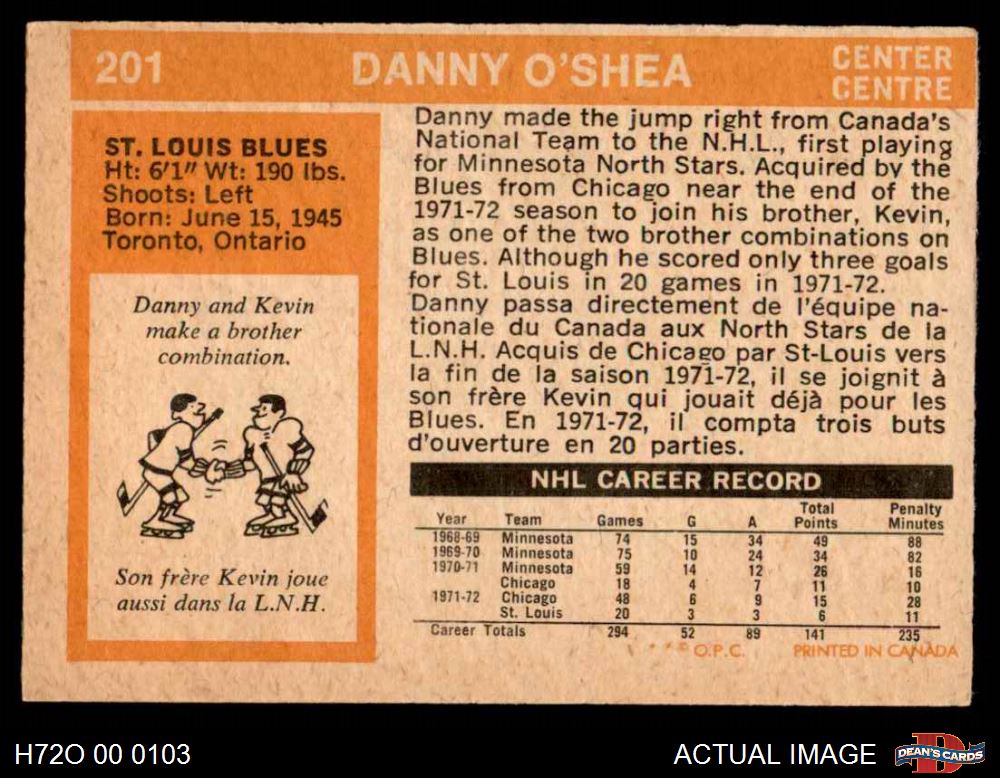 201
DANNY O'SHEA
CENTER
CENTRE
ST. LOUIS BLUES
Ht: 6'1" Wt: 190 lbs.
Shoots: Left
Born: June 15, 1945
Toronto, Ontario
Danny and Kevin
make a brother
combination.
Son frère Kevin joue
aussi dans la L.N.H.
Danny made the jump right from Canada's
National Team to the N.H.L., first playing
for Minnesota North Stars. Acquired by the
Blues from Chicago near the end of the
1971-72 season to join his brother, Kevin,
as one of the two brother combinations on
Blues. Although he scored only three goals
for St. Louis in 20 games in 1971-72.
Danny passa directement de l'équipe na-
tionale du Canada aux North Stars de la
L.N.H. Acquis de Chicago par St-Louis vers
la fin de la saison 1971-72, il se joignit à
son frère Kevin qui jouait déjà pour les
Blues. En 1971-72, il compta trois buts
d'ouverture en 20 parties.
NHL CAREER RECORD
Year Team Games G A Total Points Penalty Minutes
1968-69 Minnesota 74 15 34 49 88
1969-70 Minnesota 75 10 24 34 82
1970-71 Minnesota 59 14 12 26 16
Chicago 18 4 7 11 10
1971-72 Chicago 48 6 9 15 28
St. Louis 20 3 3 6 11
Career Totals 294 52 89 141 235
© O.P.C. PRINTED IN CANADA
H72O 00 0103
ACTUAL IMAGE
DEAN'S CARDS